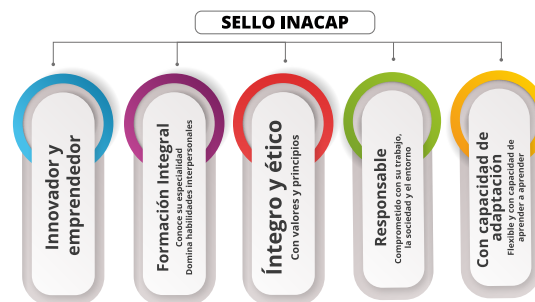 SELLO INACAP
Innovador y
emprendedor
Formación Integral
Conoce su especialidad
Domina habilidades interpersonales
Íntegro y ético
Con valores y principios
Responsable
Comprometido con su trabajo,
la sociedad y el entorno
Con capacidad de
adaptación
Flexible y con capacidad de
aprender a aprender